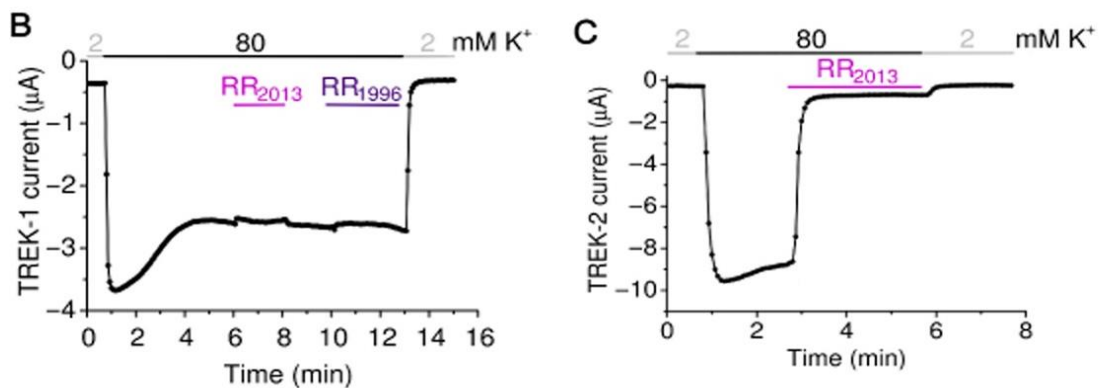 B
2 80 2 mM K⁺
0
RR₂₀₁₃ RR₁₉₉₆
−1
−2
−3
−4
TREK-1 current (μA)
0 2 4 6 8 10 12 14 16
Time (min)
C
2 80 2 mM K⁺
RR₂₀₁₃
0
−2
−4
−6
−8
−10
TREK-2 current (μA)
0 2 4 6 8
Time (min)